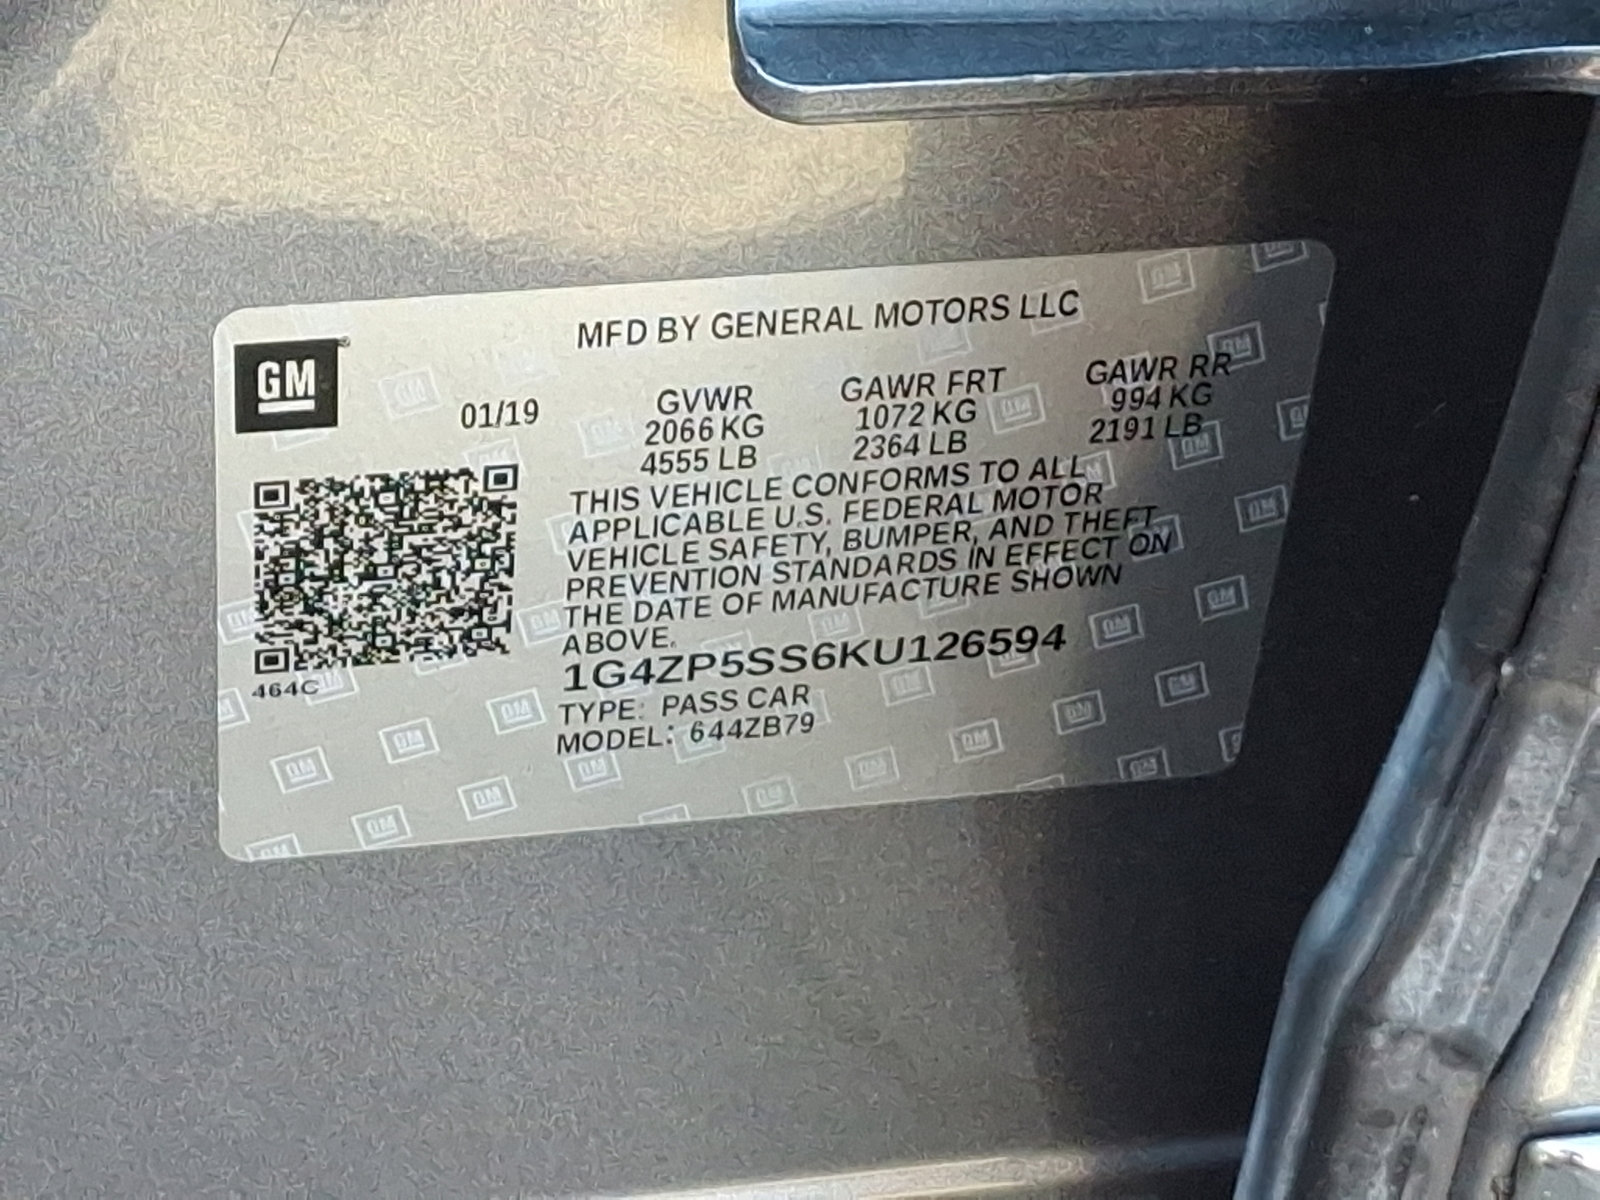 MFD BY GENERAL MOTORS LLC
GM
01/19
GVWR GAWR FRT GAWR RR
2066 KG 1072 KG 994 KG
4555 LB 2364 LB 2191 LB
THIS VEHICLE CONFORMS TO ALL
APPLICABLE U.S. FEDERAL MOTOR
VEHICLE SAFETY, BUMPER, AND THEFT
PREVENTION STANDARDS IN EFFECT ON
THE DATE OF MANUFACTURE SHOWN
ABOVE.
1G4ZP5SS6KU126594
464C
TYPE: PASS CAR
MODEL: 644ZB79